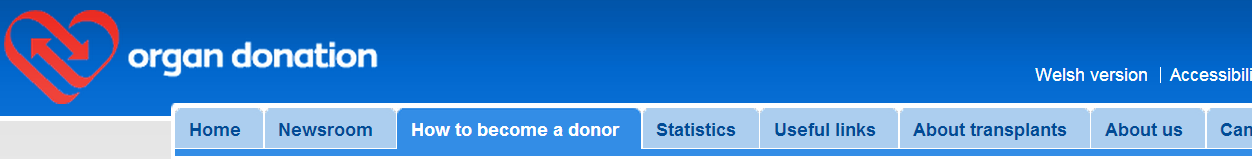 organ donation
Welsh version | Accessibili
Home Newsroom How to become a donor Statistics Useful links About transplants About us Can